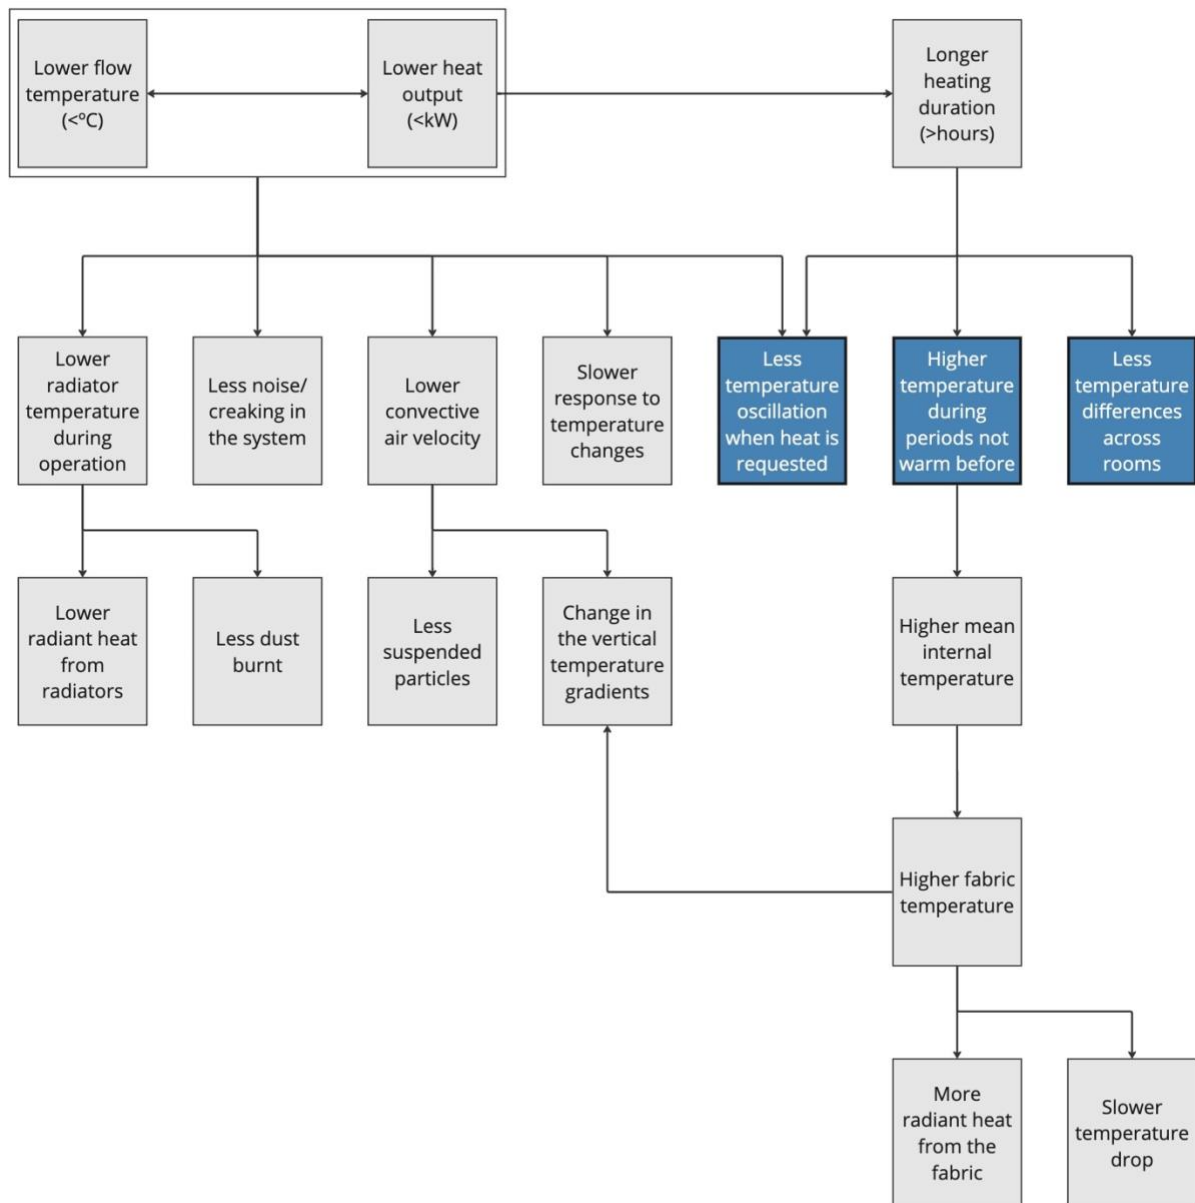 Lower flow
temperature
(<ºC)
Lower heat
output
(<kW)
Longer
heating
duration
(>hours)
Lower
radiator
temperature
during
operation
Less noise/
creaking in
the system
Lower
convective
air velocity
Slower
response to
temperature
changes
Less
temperature
oscillation
when heat is
requested
Higher
temperature
during
periods not
warm before
Less
temperature
differences
across
rooms
Lower
radiant heat
from
radiators
Less dust
burnt
Less
suspended
particles
Change in
the vertical
temperature
gradients
Higher mean
internal
temperature
Higher fabric
temperature
More
radiant heat
from the
fabric
Slower
temperature
drop